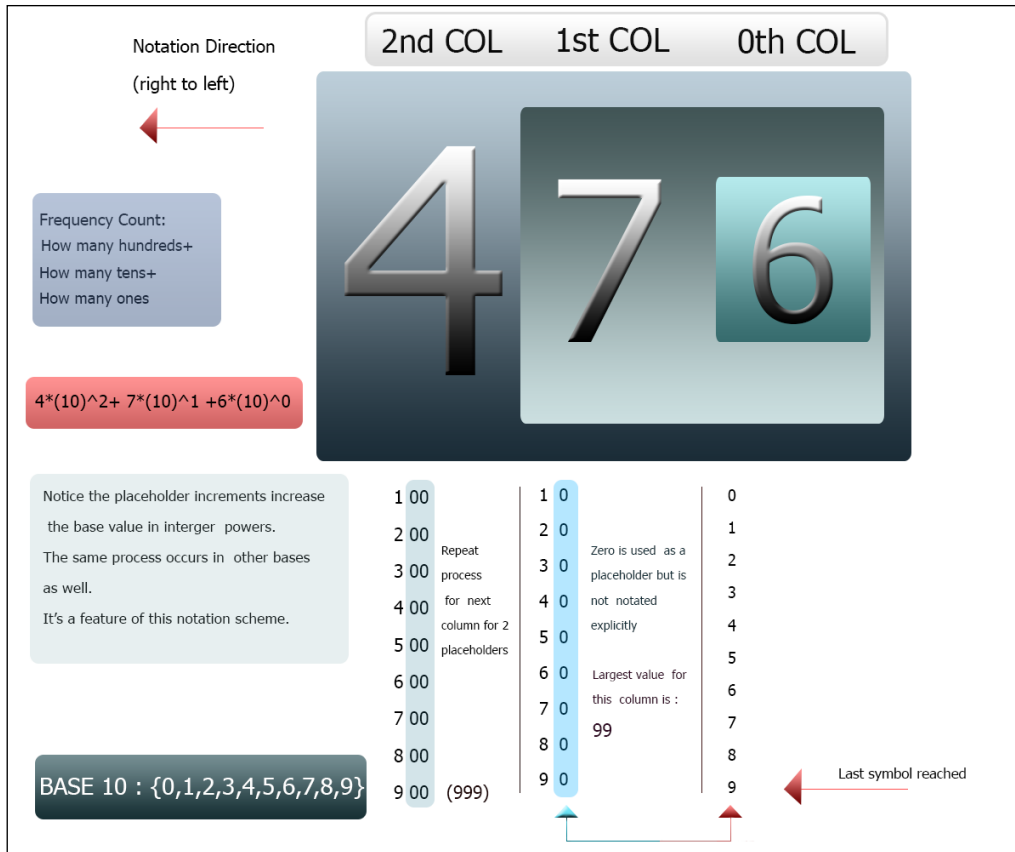 Notation Direction
(right to left)
2nd COL 1st COL 0th COL
4 7 6
Frequency Count:
How many hundreds+
How many tens+
How many ones
4*(10)^2+ 7*(10)^1 +6*(10)^0
Notice the placeholder increments increase
the base value in interger powers.
The same process occurs in other bases
as well.
It's a feature of this notation scheme.
BASE 10 : {0,1,2,3,4,5,6,7,8,9}
1 00
2 00
3 00
4 00
5 00
6 00
7 00
8 00
9 00 (999)
Repeat
process
for next
column for 2
placeholders
1 0
2 0
3 0
4 0
5 0
6 0
7 0
8 0
9 0
Zero is used as a
placeholder but is
not notated
explicitly
Largest value for
this column is :
99
0
1
2
3
4
5
6
7
8
9
Last symbol reached